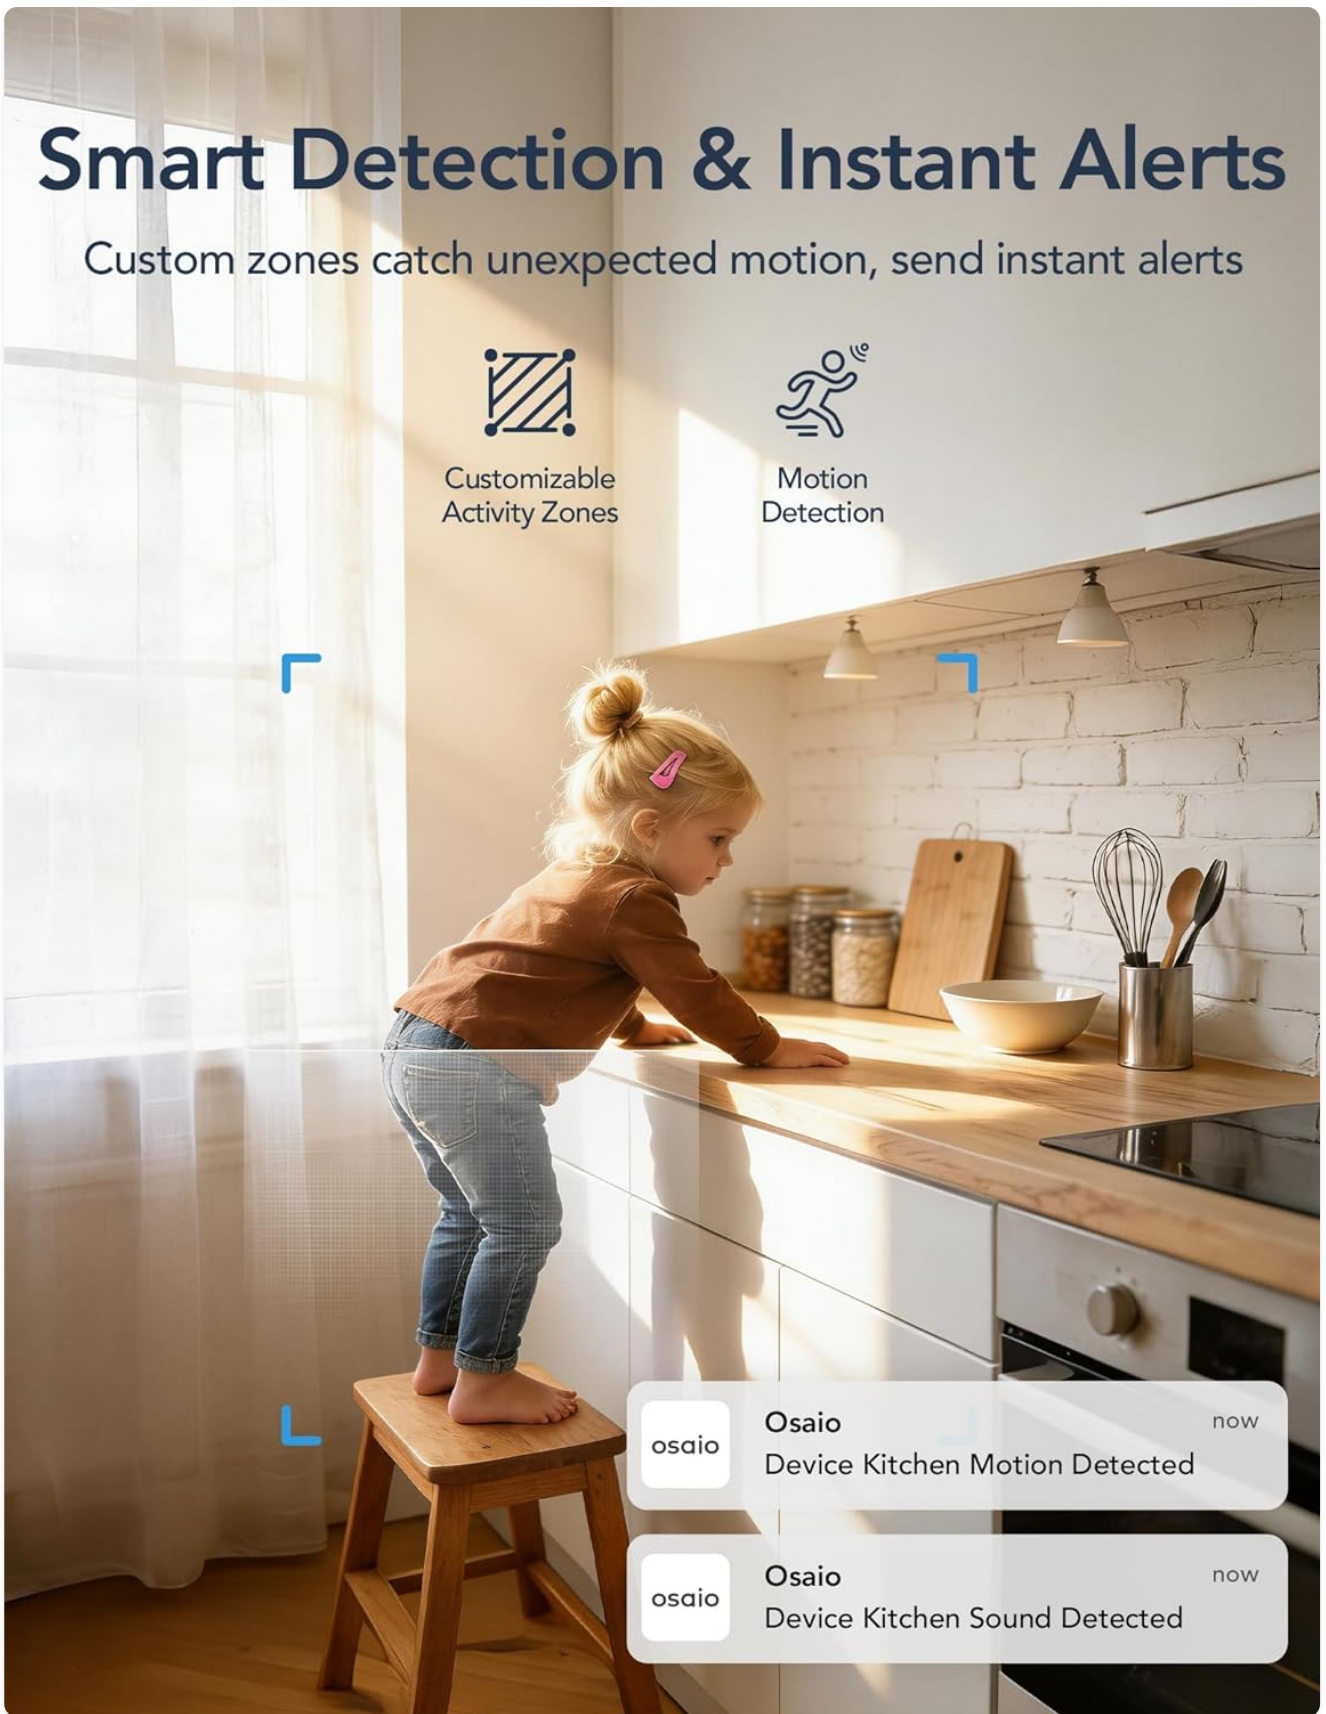 Smart Detection & Instant Alerts
Custom zones catch unexpected motion, send instant alerts
Customizable
Activity Zones
Motion
Detection
osaio
Osaio
now
Device Kitchen Motion Detected
osaio
Osaio
now
Device Kitchen Sound Detected